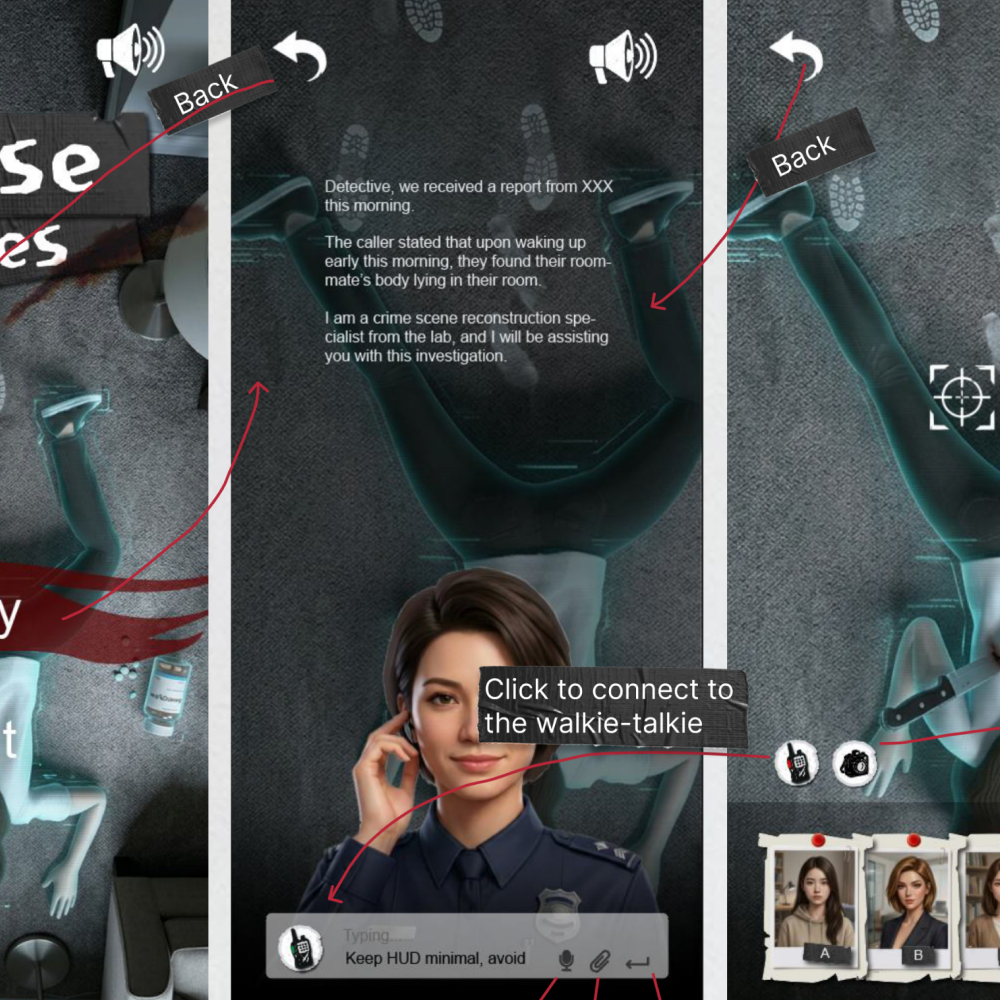 se
es
y
t
Back
Detective, we received a report from XXX
this morning.
The caller stated that upon waking up
early this morning, they found their room-
mate's body lying in their room.
I am a crime scene reconstruction spe-
cialist from the lab, and I will be assisting
you with this investigation.
Click to connect to
the walkie-talkie
Typing....
Keep HUD minimal, avoid
Back
A
B